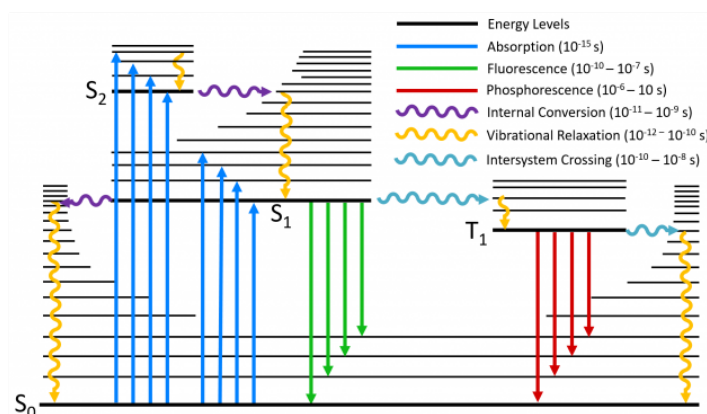 Energy Levels
Absorption (10⁻¹⁵ s)
Fluorescence (10⁻¹⁰ – 10⁻⁷ s)
Phosphorescence (10⁻⁶ - 10 s)
Internal Conversion (10⁻¹¹ – 10⁻⁹ s)
Vibrational Relaxation (10⁻¹² – 10⁻¹⁰ s)
Intersystem Crossing (10⁻¹⁰ – 10⁻⁸ s)
S₂
S₁
T₁
S₀